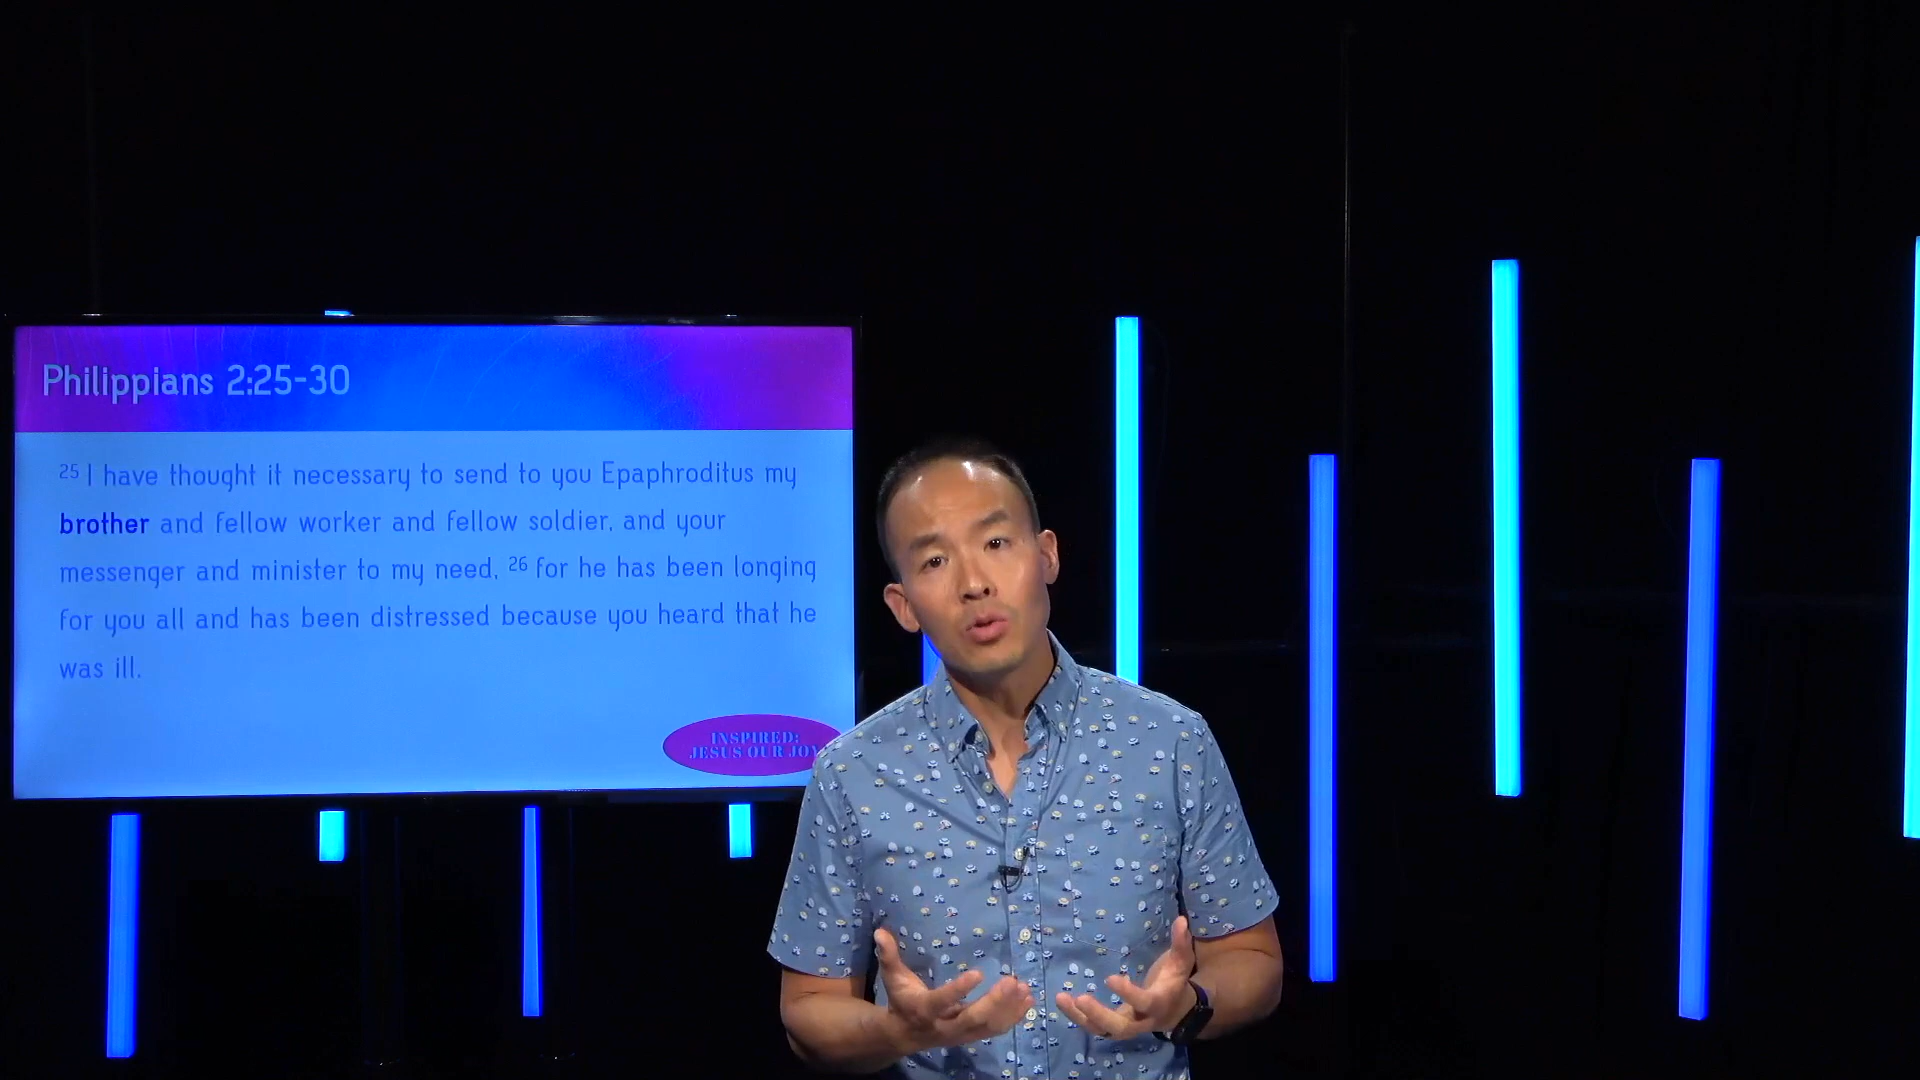 Philippians 2:25-30
25 I have thought it necessary to send to you Epaphroditus my
brother and fellow worker and fellow soldier, and your
messenger and minister to my need, 26 for he has been longing
for you all and has been distressed because you heard that he
was ill.
INSPIRED:
JESUS OUR JOY